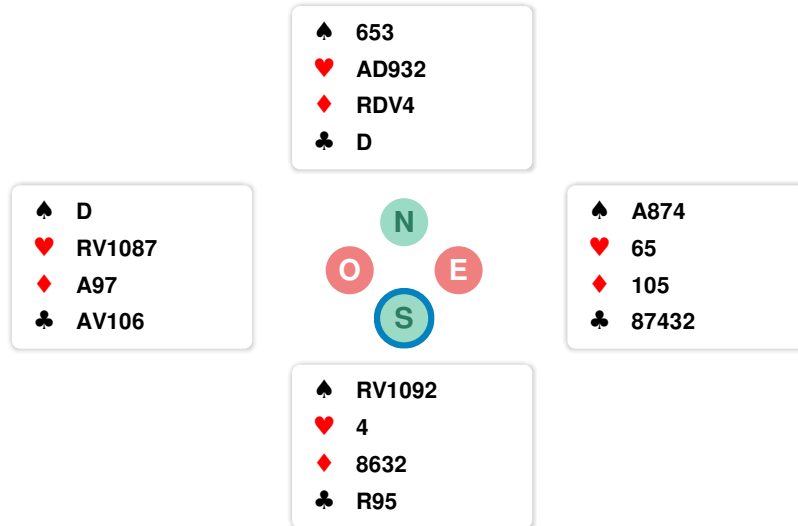 ♠ 653
♥ AD932
♦ RDV4
♣ D
♠ D
♥ RV1087
♦ A97
♣ AV106
N
O E
S
♠ A874
♥ 65
♦ 105
♣ 87432
♠ RV1092
♥ 4
♦ 8632
♣ R95